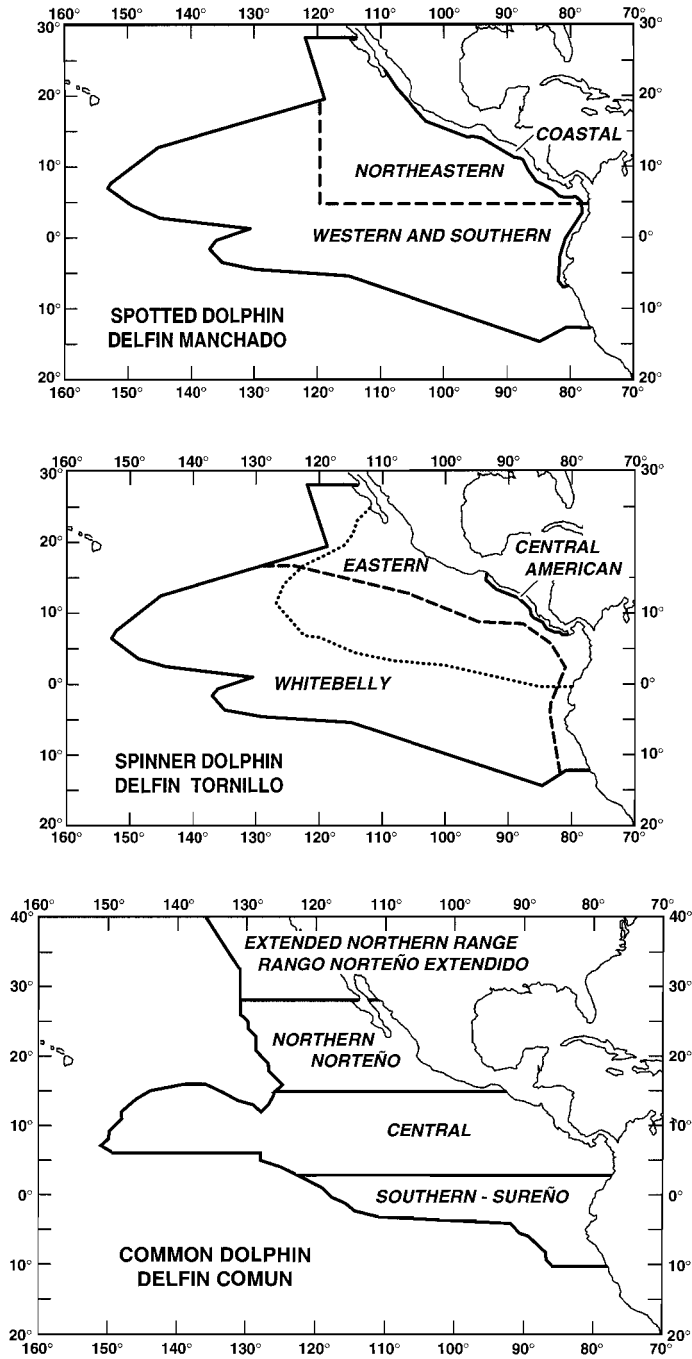 160° 150° 140° 130° 120° 110° 100° 90° 80° 70°
30° 30°
20° 20°
COASTAL
10° 10°
NORTHEASTERN
0° 0°
WESTERN AND SOUTHERN
10° 10°
SPOTTED DOLPHIN
DELFIN MANCHADO
20° 20°
160° 150° 140° 130° 120° 110° 100° 90° 80° 70°
160° 150° 140° 130° 120° 110° 100° 90° 80° 70°
30° 30°
20° 20°
CENTRAL
AMERICAN
EASTERN
10° 10°
0° 0°
WHITEBELLY
10° 10°
SPINNER DOLPHIN
DELFIN TORNILLO
20° 20°
160° 150° 140° 130° 120° 110° 100° 90° 80° 70°
160° 150° 140° 130° 120° 110° 100° 90° 80° 70°
40° 40°
EXTENDED NORTHERN RANGE
RANGO NORTEÑO EXTENDIDO
30° 30°
NORTHERN
NORTEÑO
20° 20°
10° 10°
CENTRAL
0° 0°
SOUTHERN - SUREÑO
10° 10°
COMMON DOLPHIN
DELFIN COMUN
20° 20°
160° 150° 140° 130° 120° 110° 100° 90° 80° 70°